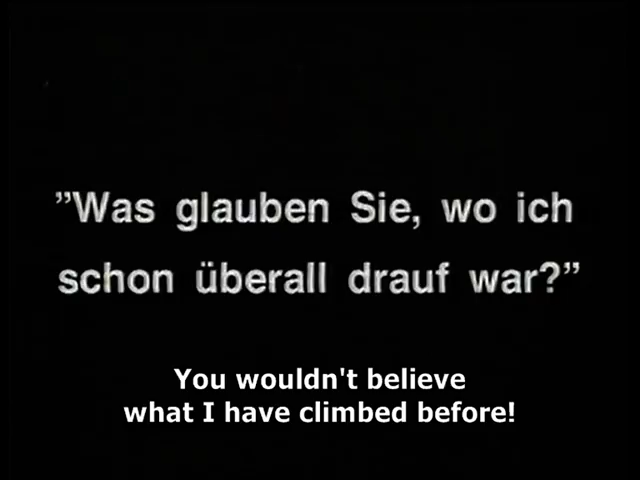 ”Was glauben Sie, wo ich
schon überall drauf war?”
You wouldn't believe
what I have climbed before!